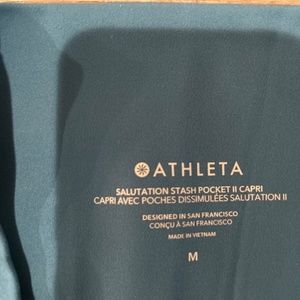 ATHLETA
SALUTATION STASH POCKET II CAPRI
CAPRI AVEC POCHES DISSIMULÉES SALUTATION II
DESIGNED IN SAN FRANCISCO
CONÇU À SAN FRANCISCO
MADE IN VIETNAM
M